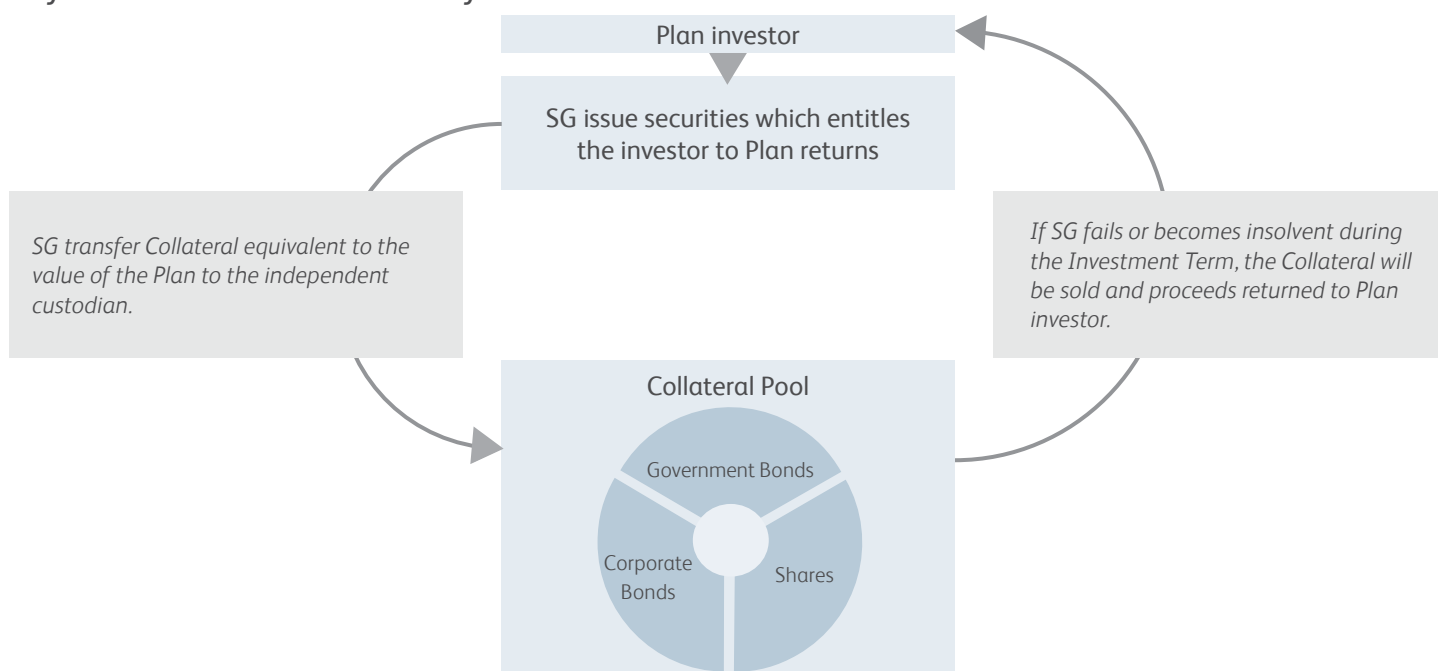 Plan investor
SG issue securities which entitles
the investor to Plan returns
SG transfer Collateral equivalent to the
value of the Plan to the independent
custodian.
If SG fails or becomes insolvent during
the Investment Term, the Collateral will
be sold and proceeds returned to Plan
investor.
Collateral Pool
Government Bonds
Corporate
Bonds
Shares